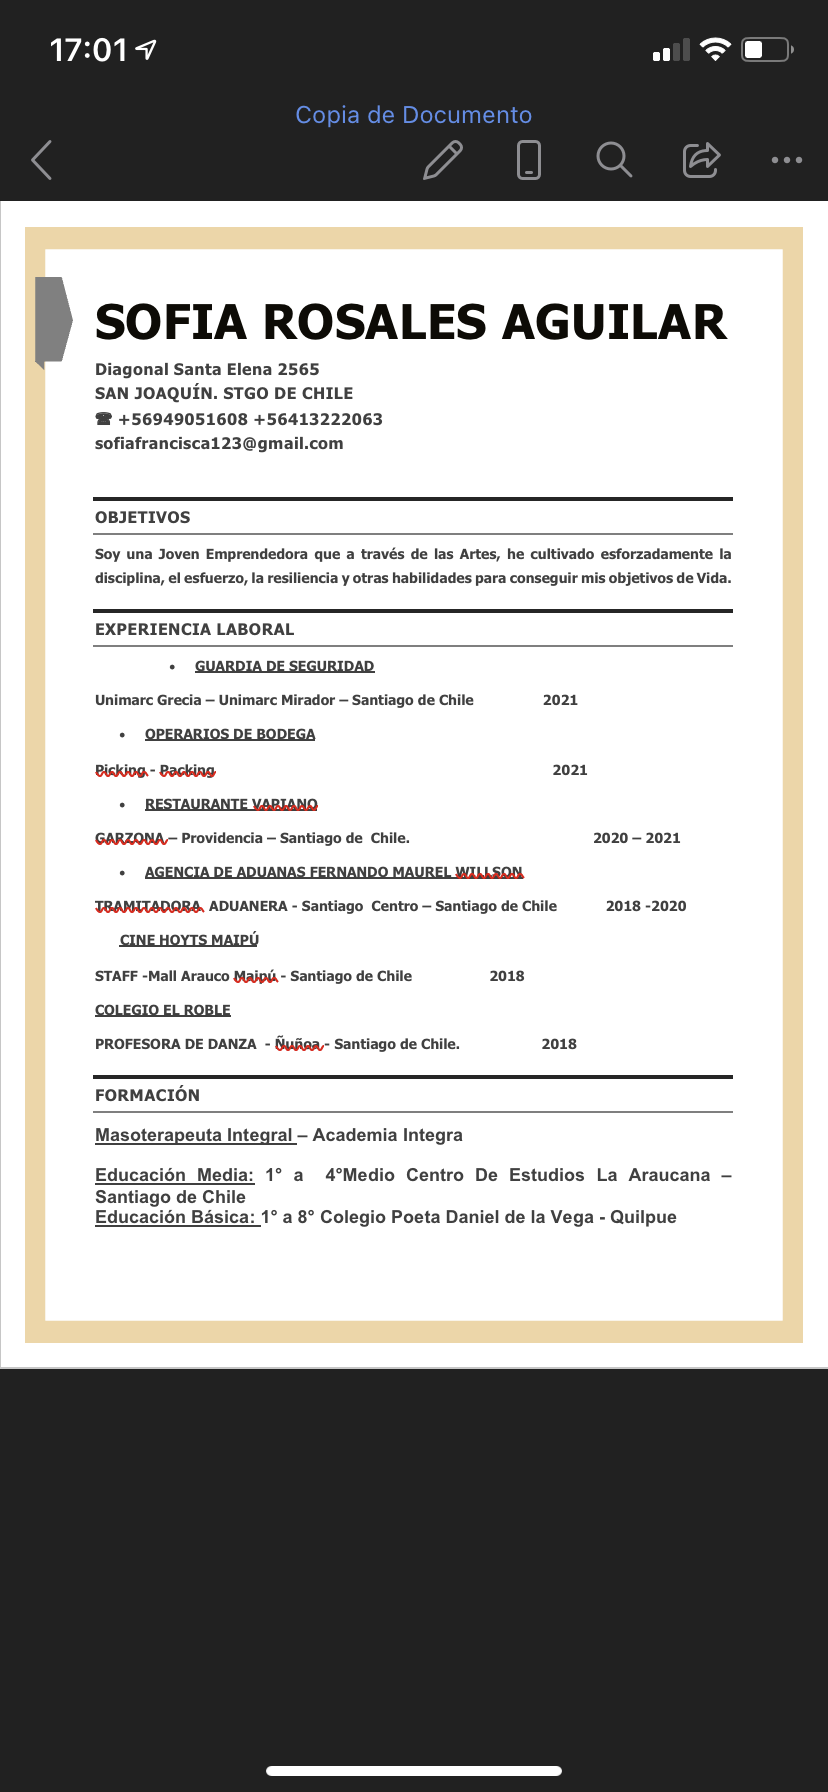 17:01
Copia de Documento
SOFIA ROSALES AGUILAR
Diagonal Santa Elena 2565
SAN JOAQUÍN. STGO DE CHILE
☎ +56949051608 +56413222063
sofiafrancisca123@gmail.com
OBJETIVOS
Soy una Joven Emprendedora que a través de las Artes, he cultivado esforzadamente la
disciplina, el esfuerzo, la resiliencia y otras habilidades para conseguir mis objetivos de Vida.
EXPERIENCIA LABORAL
• GUARDIA DE SEGURIDAD
Unimarc Grecia – Unimarc Mirador – Santiago de Chile 2021
• OPERARIOS DE BODEGA
Picking - Packing 2021
• RESTAURANTE VAPIANO
GARZONA – Providencia – Santiago de Chile. 2020 – 2021
• AGENCIA DE ADUANAS FERNANDO MAUREL WILLSON
TRAMITADORA ADUANERA - Santiago Centro – Santiago de Chile 2018 -2020
CINE HOYTS MAIPÚ
STAFF -Mall Arauco Maipú - Santiago de Chile 2018
COLEGIO EL ROBLE
PROFESORA DE DANZA - Ñuñoa - Santiago de Chile. 2018
FORMACIÓN
Masoterapeuta Integral – Academia Integra
Educación Media: 1° a 4°Medio Centro De Estudios La Araucana –
Santiago de Chile
Educación Básica: 1° a 8° Colegio Poeta Daniel de la Vega - Quilpue